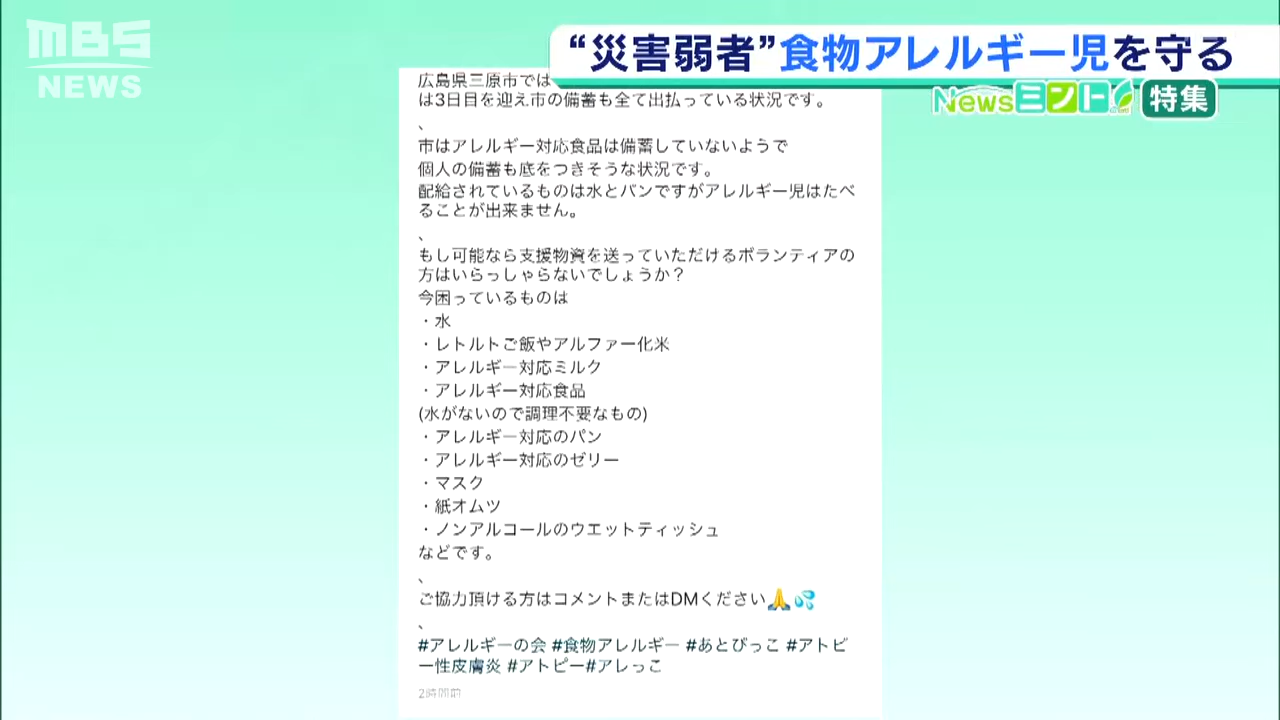 MBS
NEWS
“災害弱者”食物アレルギー児を守る
Newsミント! 特集
広島県三原市では
は3日目を迎え市の備蓄も全て出払っている状況です。
、
市はアレルギー対応食品は備蓄していないようで
個人の備蓄も底をつきそうな状況です。
配給されているものは水とパンですがアレルギー児はたべ
ることが出来ません。
、
もし可能なら支援物資を送っていただけるボランティアの
方はいらっしゃらないでしょうか？
今困っているものは
・水
・レトルトご飯やアルファー化米
・アレルギー対応ミルク
・アレルギー対応食品
(水がないので調理不要なもの)
・アレルギー対応のパン
・アレルギー対応のゼリー
・マスク
・紙オムツ
・ノンアルコールのウエットティッシュ
などです。
、
ご協力頂ける方はコメントまたはDMください🙏💦
、
#アレルギーの会 #食物アレルギー #あとぴっこ #アトピ
ー性皮膚炎 #アトピー#アレっこ
2時間前